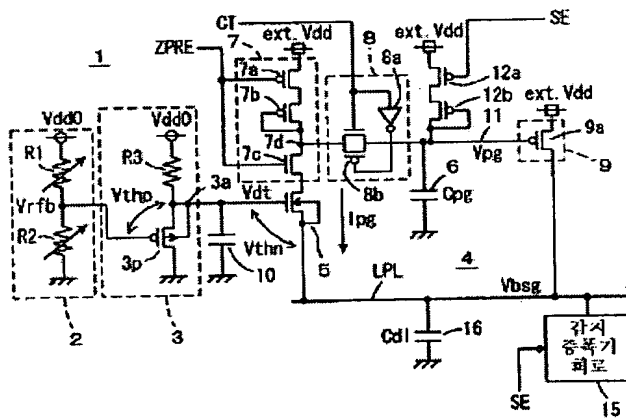 CT
SE
ZPRE
7
ext. Vdd
8
8a
ext. Vdd
1
7a
12a
7b
12b
ext. Vdd
Vdd0
Vdd0
11
9a
7d
R1
R3
7c
Vpg
3a
8b
6
9
Vthp
Vdt
Cpg
Vrfb
Ipg
R2
Vthn
3p
10
5
4
LPL
Vbsg
2
3
Cdl
16
감지
증폭기
회로
SE
15